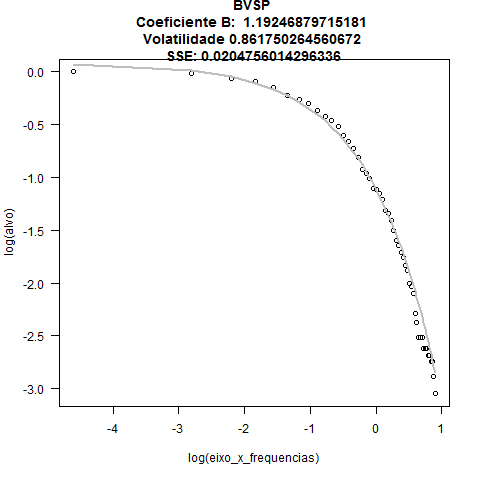 BVSP
Coeficiente B:  1.19246879715181
Volatilidade 0.861750264560672
SSE: 0.0204756014296336
0.0
-0.5
-1.0
-1.5
-2.0
-2.5
-3.0
log(alvo)
-4
-3
-2
-1
0
1
log(eixo_x_frequencias)